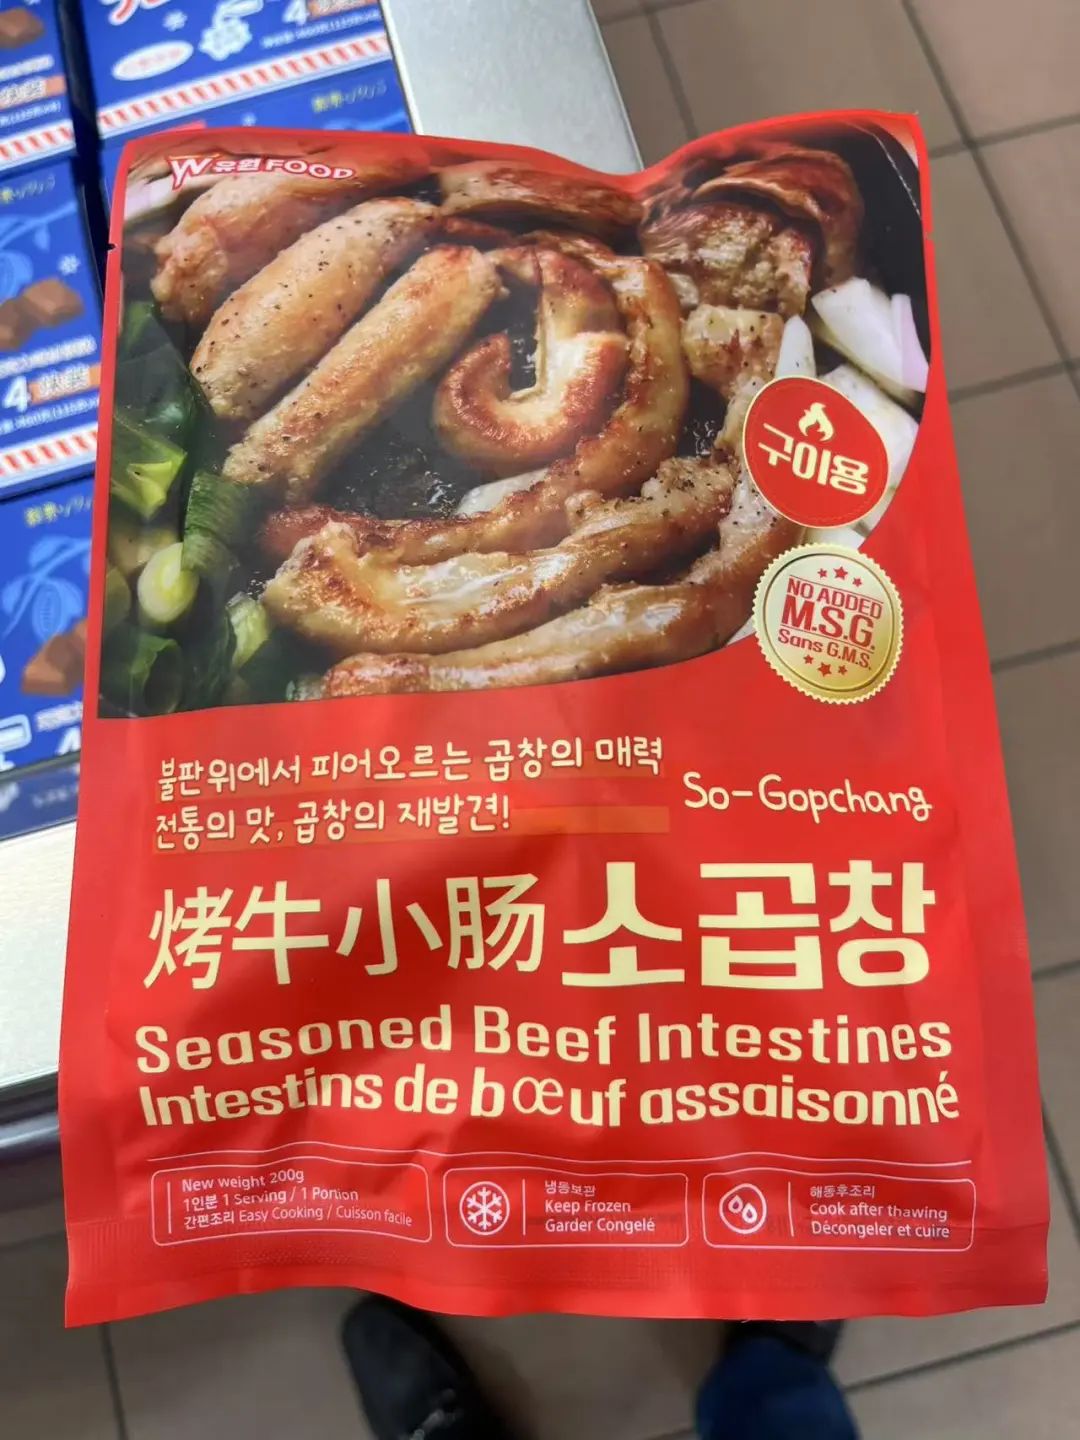 유원 FOOD
구이용
NO ADDED
M.S.G.
Sans G.M.S.
불판 위에서 피어오르는 곱창의 매력
전통의 맛, 곱창의 재발견!
So-Gopchang
烤牛小肠 소곱창
Seasoned Beef Intestines
Intestins de bœuf assaisonné
New weight 200g
1인분 1 Serving / 1 Portion
간편조리 Easy Cooking / Cuisson facile
냉동보관
Keep Frozen
Garder Congelé
해동후조리
Cook after thawing
Décongeler et cuire
4
4